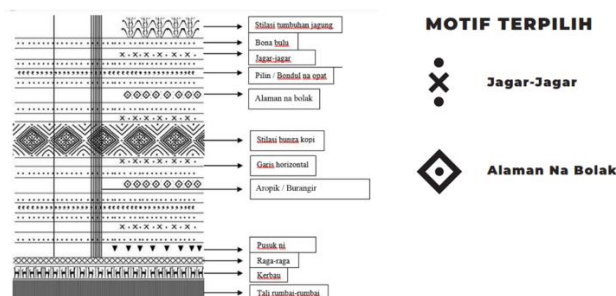 Stilasi tumbuhan jagung
Bona bulu
Jagar-jagar
Pilin / Bondul na opat
Alaman na bolak
Stilasi bunga kopi
Garis horizontal
Aropik / Burangir
Pusuk ni
Raga-raga
Kerbau
Tali rumbai-rumbai
MOTIF TERPILIH
Jagar-Jagar
Alaman Na Bolak